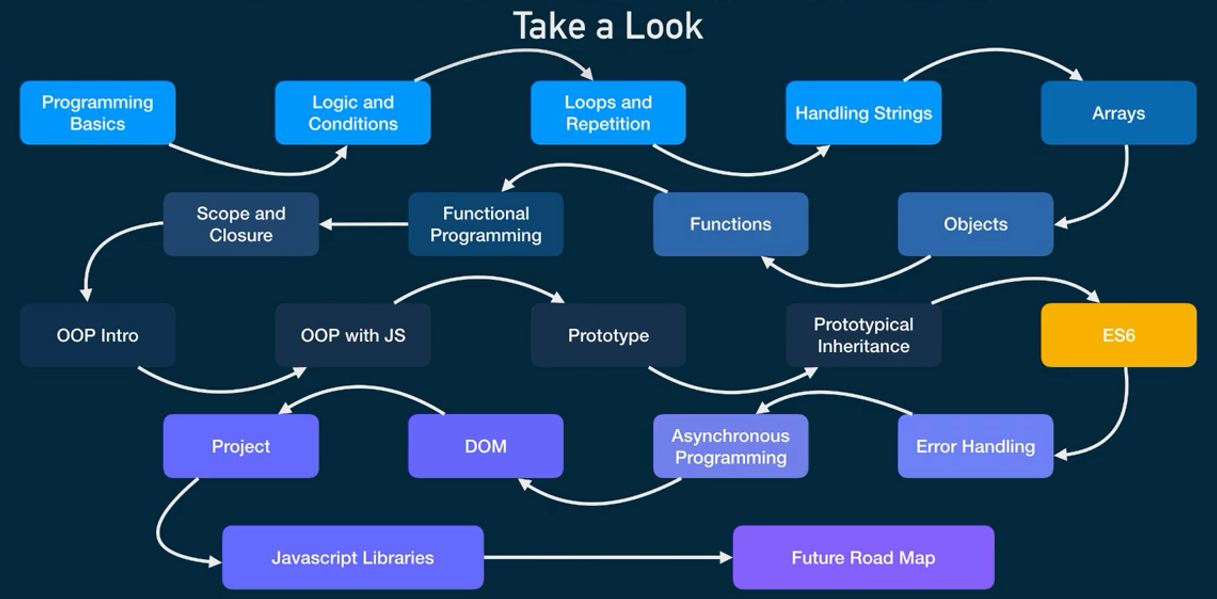 Take a Look
Programming
Basics
Logic and
Conditions
Loops and
Repetition
Handling Strings
Arrays
Scope and
Closure
Functional
Programming
Functions
Objects
OOP Intro
OOP with JS
Prototype
Prototypical
Inheritance
ES6
Project
DOM
Asynchronous
Programming
Error Handling
Javascript Libraries
Future Road Map